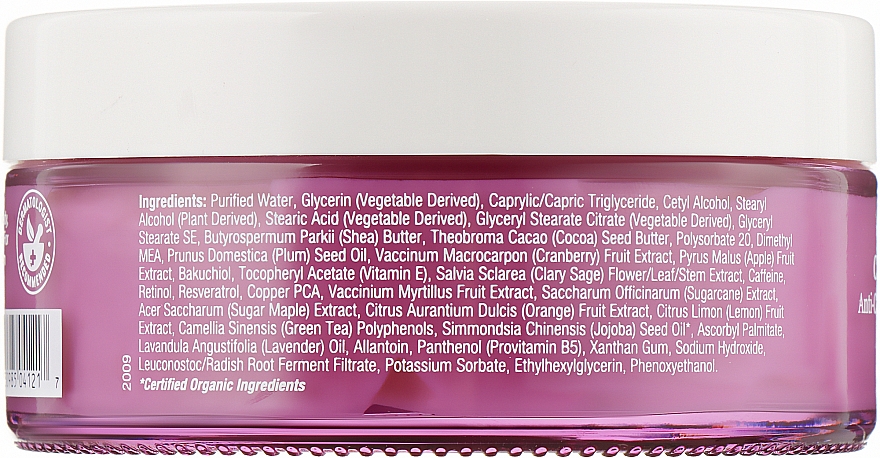 Ingredients: Purified Water, Glycerin (Vegetable Derived), Caprylic/Capric Triglyceride, Cetyl Alcohol, Stearyl
Alcohol (Plant Derived), Stearic Acid (Vegetable Derived), Glyceryl Stearate Citrate (Vegetable Derived), Glyceryl
Stearate SE, Butyrospermum Parkii (Shea) Butter, Theobroma Cacao (Cocoa) Seed Butter, Polysorbate 20, Dimethyl
MEA, Prunus Domestica (Plum) Seed Oil, Vaccinum Macrocarpon (Cranberry) Fruit Extract, Pyrus Malus (Apple) Fruit
Extract, Bakuchiol, Tocopheryl Acetate (Vitamin E), Salvia Sclarea (Clary Sage) Flower/Leaf/Stem Extract, Caffeine,
Retinol, Resveratrol, Copper PCA, Vaccinium Myrtillus Fruit Extract, Saccharum Officinarum (Sugarcane) Extract,
Acer Saccharum (Sugar Maple) Extract, Citrus Aurantium Dulcis (Orange) Fruit Extract, Citrus Limon (Lemon) Fruit
Extract, Camellia Sinensis (Green Tea) Polyphenols, Simmondsia Chinensis (Jojoba) Seed Oil*, Ascorbyl Palmitate,
Lavandula Angustifolia (Lavender) Oil, Allantoin, Panthenol (Provitamin B5), Xanthan Gum, Sodium Hydroxide,
Leuconostoc/Radish Root Ferment Filtrate, Potassium Sorbate, Ethylhexylglycerin, Phenoxyethanol.
*Certified Organic Ingredients
DERMATOLOGIST
RECOMMENDED
2009
04121 7
Anti-